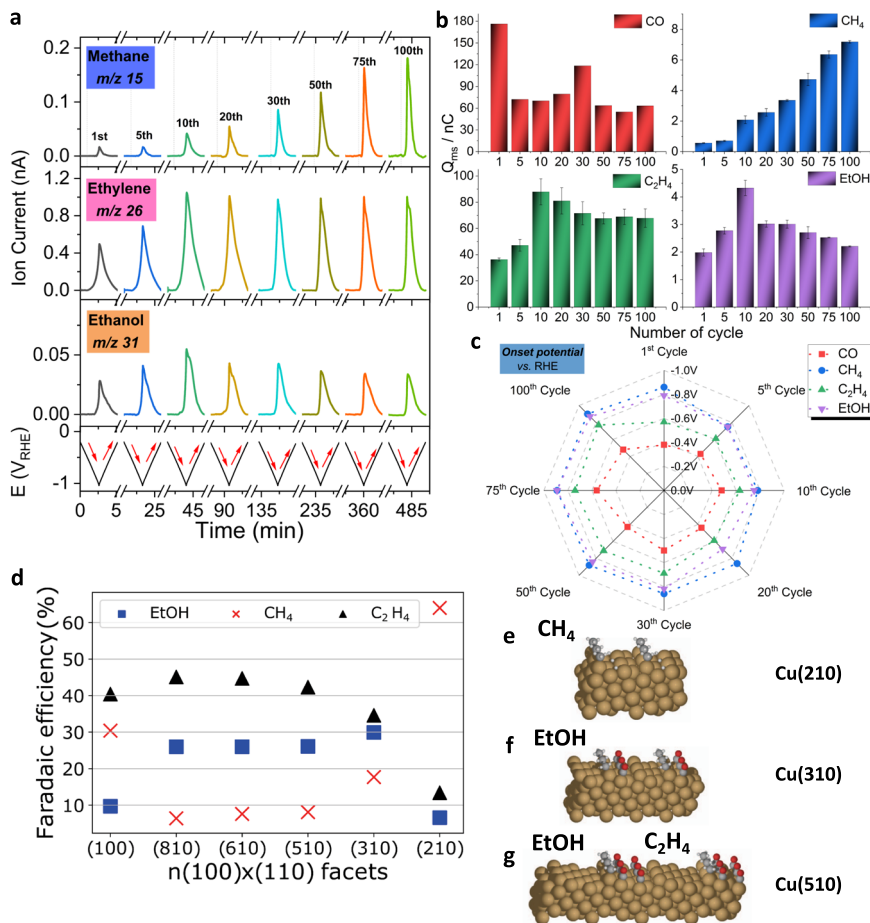 a
Methane
m/z 15
1st
5th
10th
20th
30th
50th
75th
100th
0.2
0.1
0.0
Ethylene
m/z 26
1.2
0.8
0.4
0.0
Ion Current (nA)
Ethanol
m/z 31
0.05
0.00
0
-1
E (VRHE)
0 5 25 45 90 135 235 360 485
Time (min)
b
CO
180
150
120
90
60
30
0
1 5 10 20 30 50 75 100
CH4
8
6
4
2
0
1 5 10 20 30 50 75 100
Qms / nC
C2H4
120
100
80
60
40
20
0
1 5 10 20 30 50 75 100
EtOH
5
4
3
2
1
0
1 5 10 20 30 50 75 100
Number of cycle
c
Onset potential
vs. RHE
1st Cycle
5th Cycle
10th Cycle
20th Cycle
30th Cycle
50th Cycle
75th Cycle
100th Cycle
-1.0V
-0.8V
-0.6V
-0.4V
-0.2V
0.0V
CO
CH4
C2H4
EtOH
d
EtOH CH4 C2H4
60
50
40
30
20
10
Faradaic efficiency(%)
(100) (810) (610) (510) (310) (210)
n(100)x(110) facets
e
CH4
Cu(210)
f
EtOH
Cu(310)
g
EtOH C2H4
Cu(510)